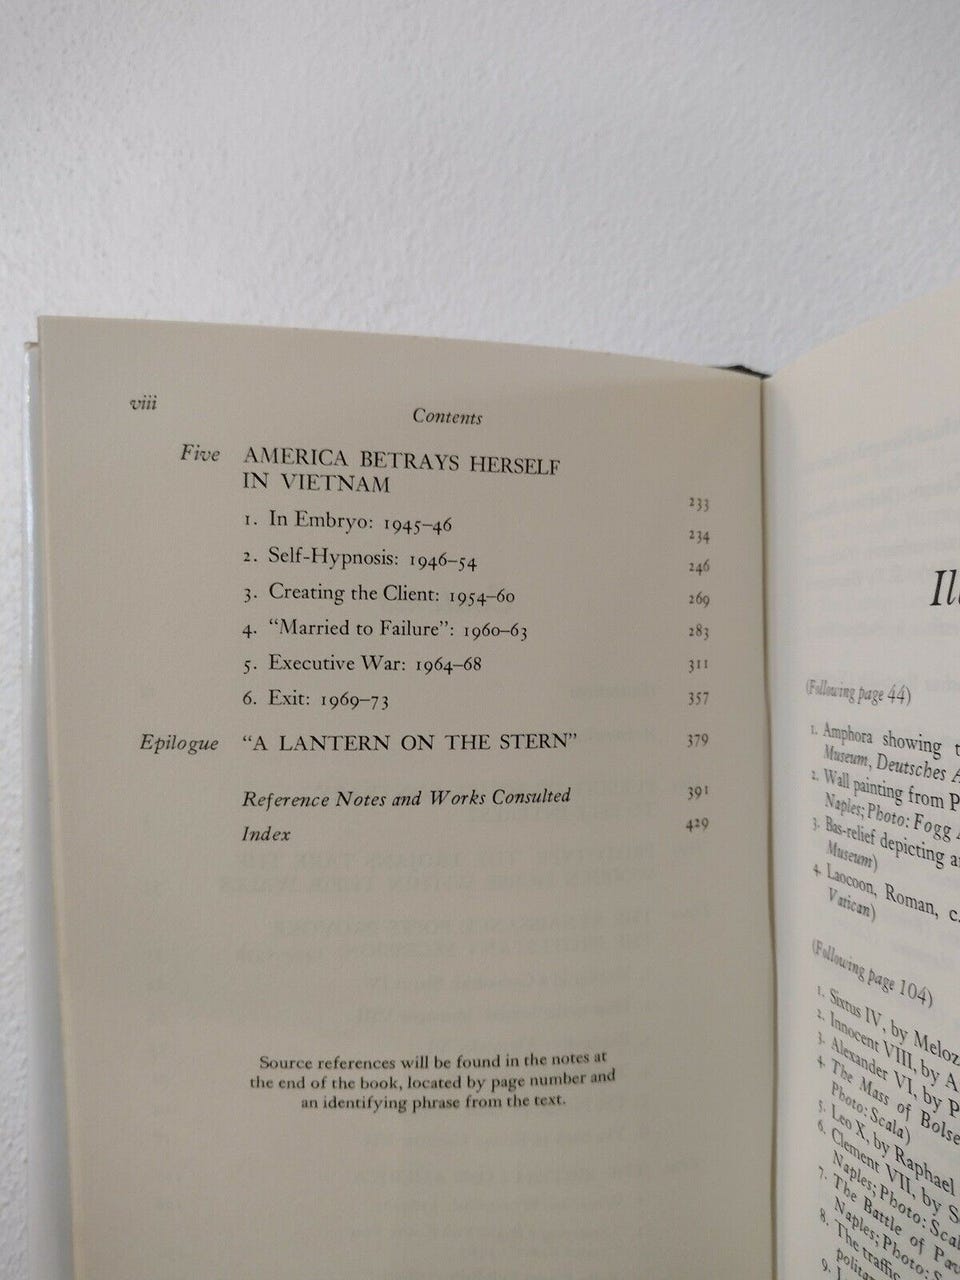 viii
Contents
Five AMERICA BETRAYS HERSELF
IN VIETNAM 233
1. In Embryo: 1945–46 234
2. Self-Hypnosis: 1946–54 246
3. Creating the Client: 1954–60 269
4. “Married to Failure”: 1960–63 283
5. Executive War: 1964–68 311
6. Exit: 1969–73 357
Epilogue “A LANTERN ON THE STERN” 379
Reference Notes and Works Consulted 391
Index 429
Source references will be found in the notes at
the end of the book, located by page number and
an identifying phrase from the text.
(Following page 44)
1. Amphora showing
Museum, Deutsches
2. Wall painting from
Naples; Photo: Fogg
3. Bas-relief depicting
Museum)
4. Laocoon, Roman, c.
Vatican)
(Following page 104)
1. Sixtus IV, by
2. Innocent VIII, by
3. Alexander VI, by
4. The Mass of
Photo: Scala)
5. Leo X, by Raphael
6. Clement VII, by
Naples; Photo:
7. The Battle of
Naples; Photo:
8. The traffic
9.